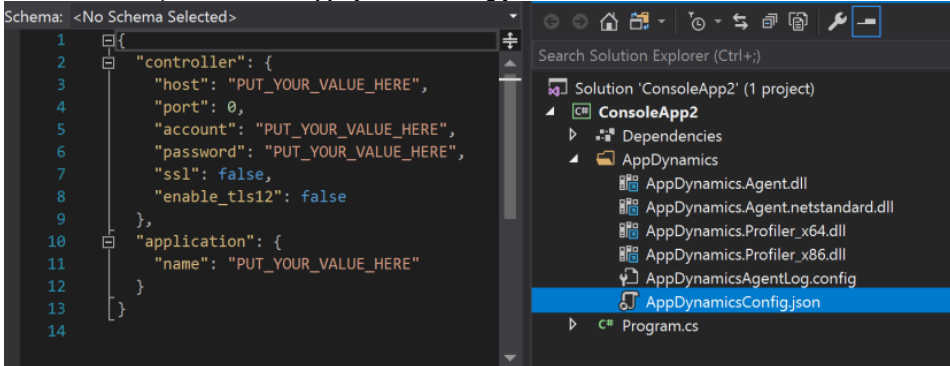 Schema: <No Schema Selected>
1 {
2 "controller": {
3 "host": "PUT_YOUR_VALUE_HERE",
4 "port": 0,
5 "account": "PUT_YOUR_VALUE_HERE",
6 "password": "PUT_YOUR_VALUE_HERE",
7 "ssl": false,
8 "enable_tls12": false
9 },
10 "application": {
11 "name": "PUT_YOUR_VALUE_HERE"
12 }
13 }
14
Search Solution Explorer (Ctrl+;)
Solution 'ConsoleApp2' (1 project)
C# ConsoleApp2
Dependencies
AppDynamics
AppDynamics.Agent.dll
AppDynamics.Agent.netstandard.dll
AppDynamics.Profiler_x64.dll
AppDynamics.Profiler_x86.dll
AppDynamicsAgentLog.config
AppDynamicsConfig.json
C# Program.cs